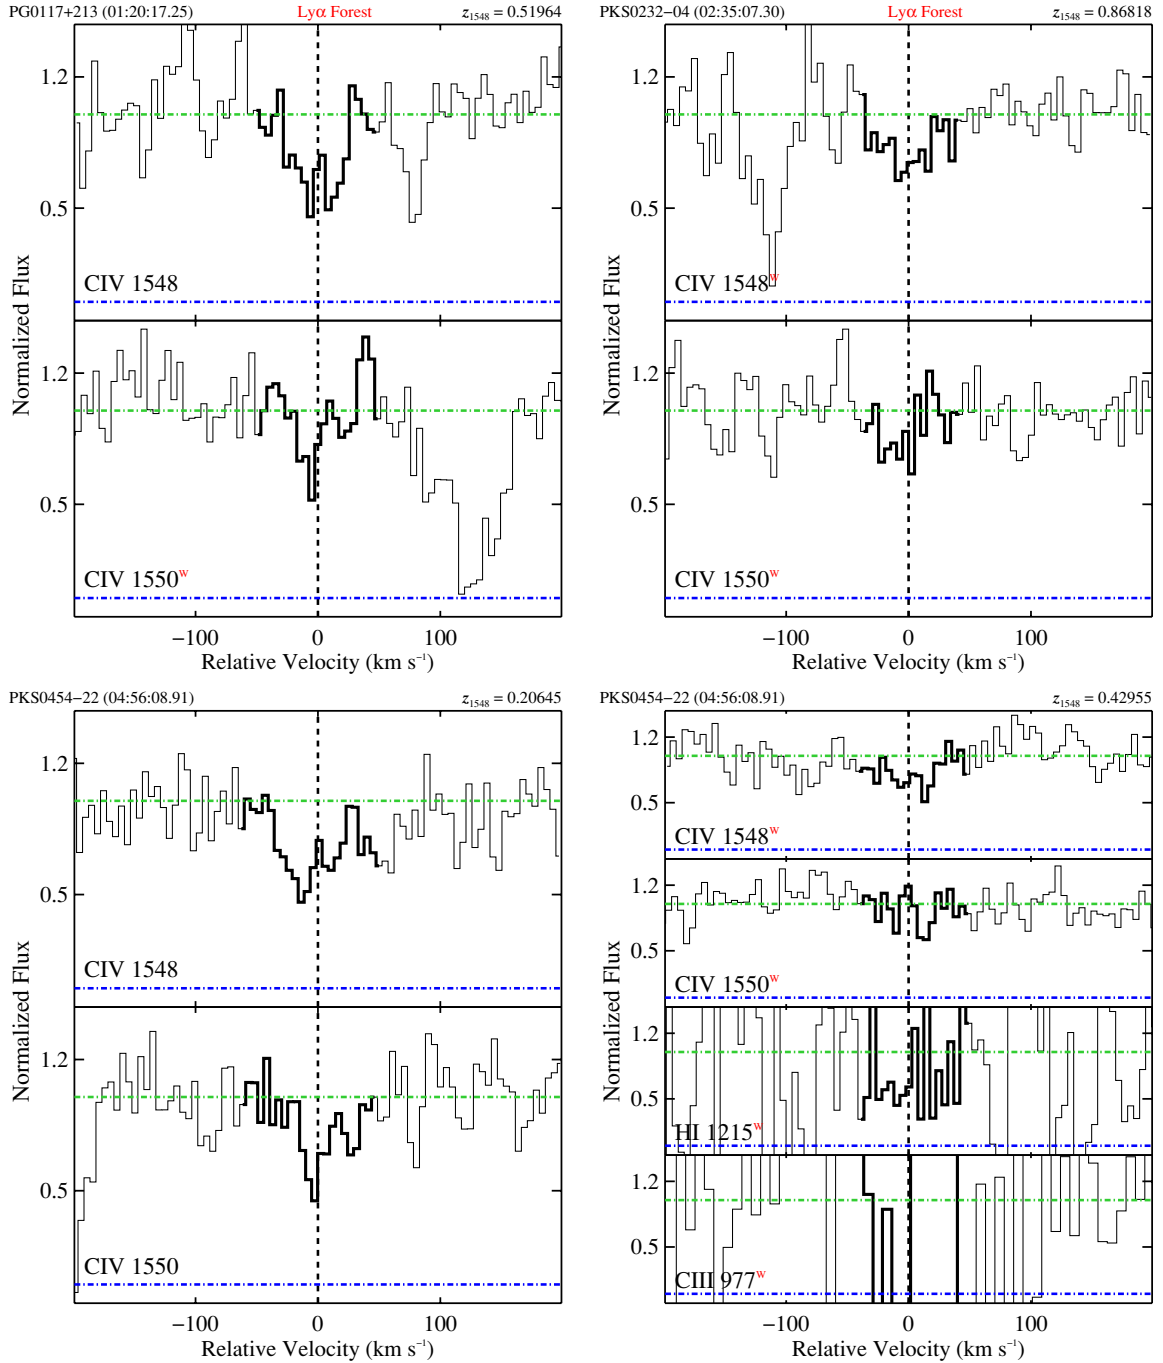 PG0117+213 (01:20:17.25) Lyα Forest z1548 = 0.51964
1.2
0.5
CIV 1548
1.2
0.5
CIV 1550w
Normalized Flux
−100 0 100
Relative Velocity (km s−1)
PKS0232−04 (02:35:07.30) Lyα Forest z1548 = 0.86818
1.2
0.5
CIV 1548w
1.2
0.5
CIV 1550w
Normalized Flux
−100 0 100
Relative Velocity (km s−1)
PKS0454−22 (04:56:08.91) z1548 = 0.20645
1.2
0.5
CIV 1548
1.2
0.5
CIV 1550
Normalized Flux
−100 0 100
Relative Velocity (km s−1)
PKS0454−22 (04:56:08.91) z1548 = 0.42955
1.2
0.5
CIV 1548w
1.2
0.5
CIV 1550w
1.2
0.5
HI 1215w
1.2
0.5
CIII 977w
Normalized Flux
−100 0 100
Relative Velocity (km s−1)